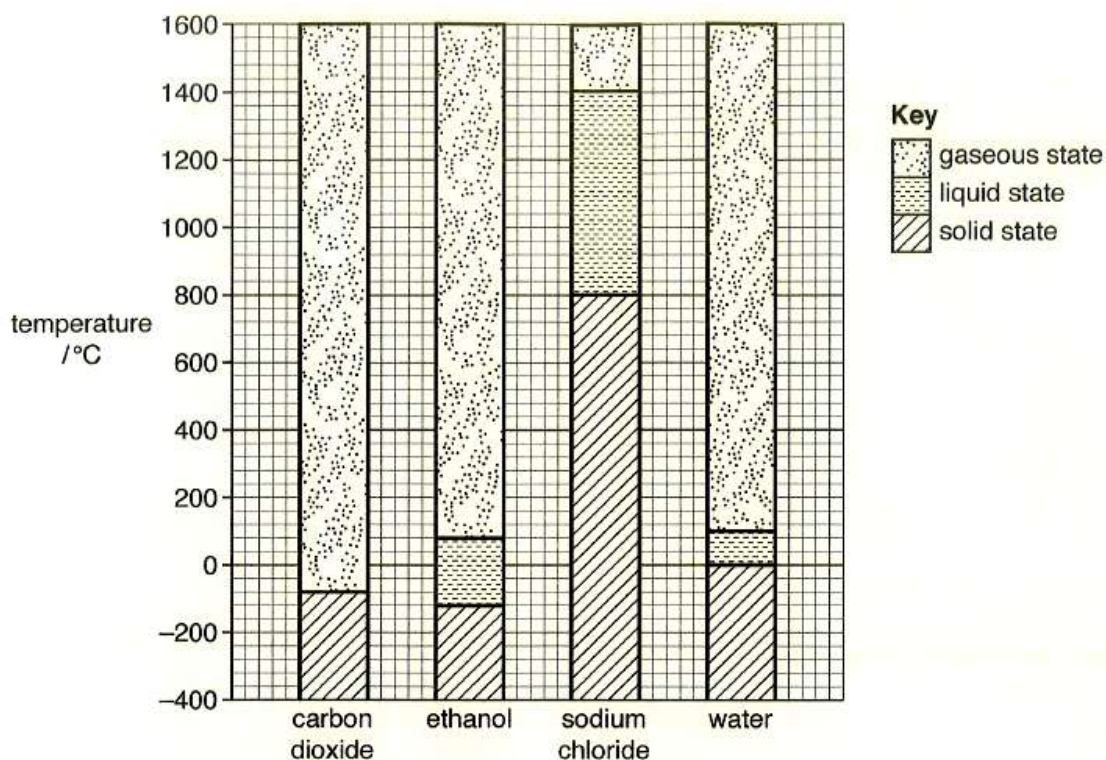 1600
1400
1200
1000
800
600
400
200
0
–200
–400
temperature
/°C
carbon
dioxide
ethanol
sodium
chloride
water
Key
gaseous state
liquid state
solid state